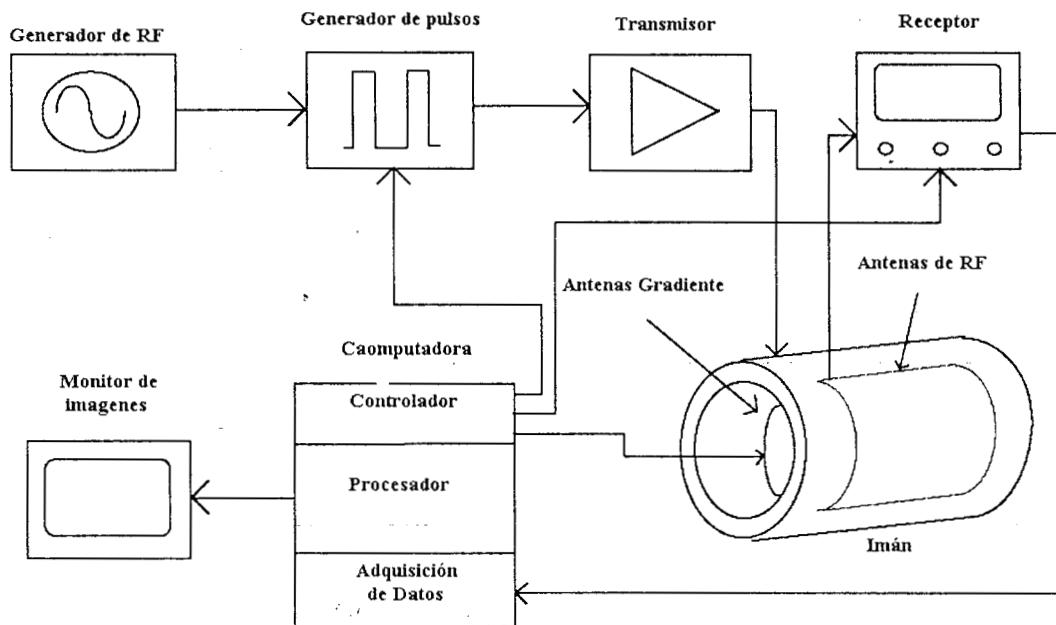 Generador de RF
Generador de pulsos
Transmisor
Receptor
Antenas Gradiente
Antenas de RF
Caomputadora
Monitor de
imagenes
Controlador
Procesador
Adquisición
de Datos
Imán